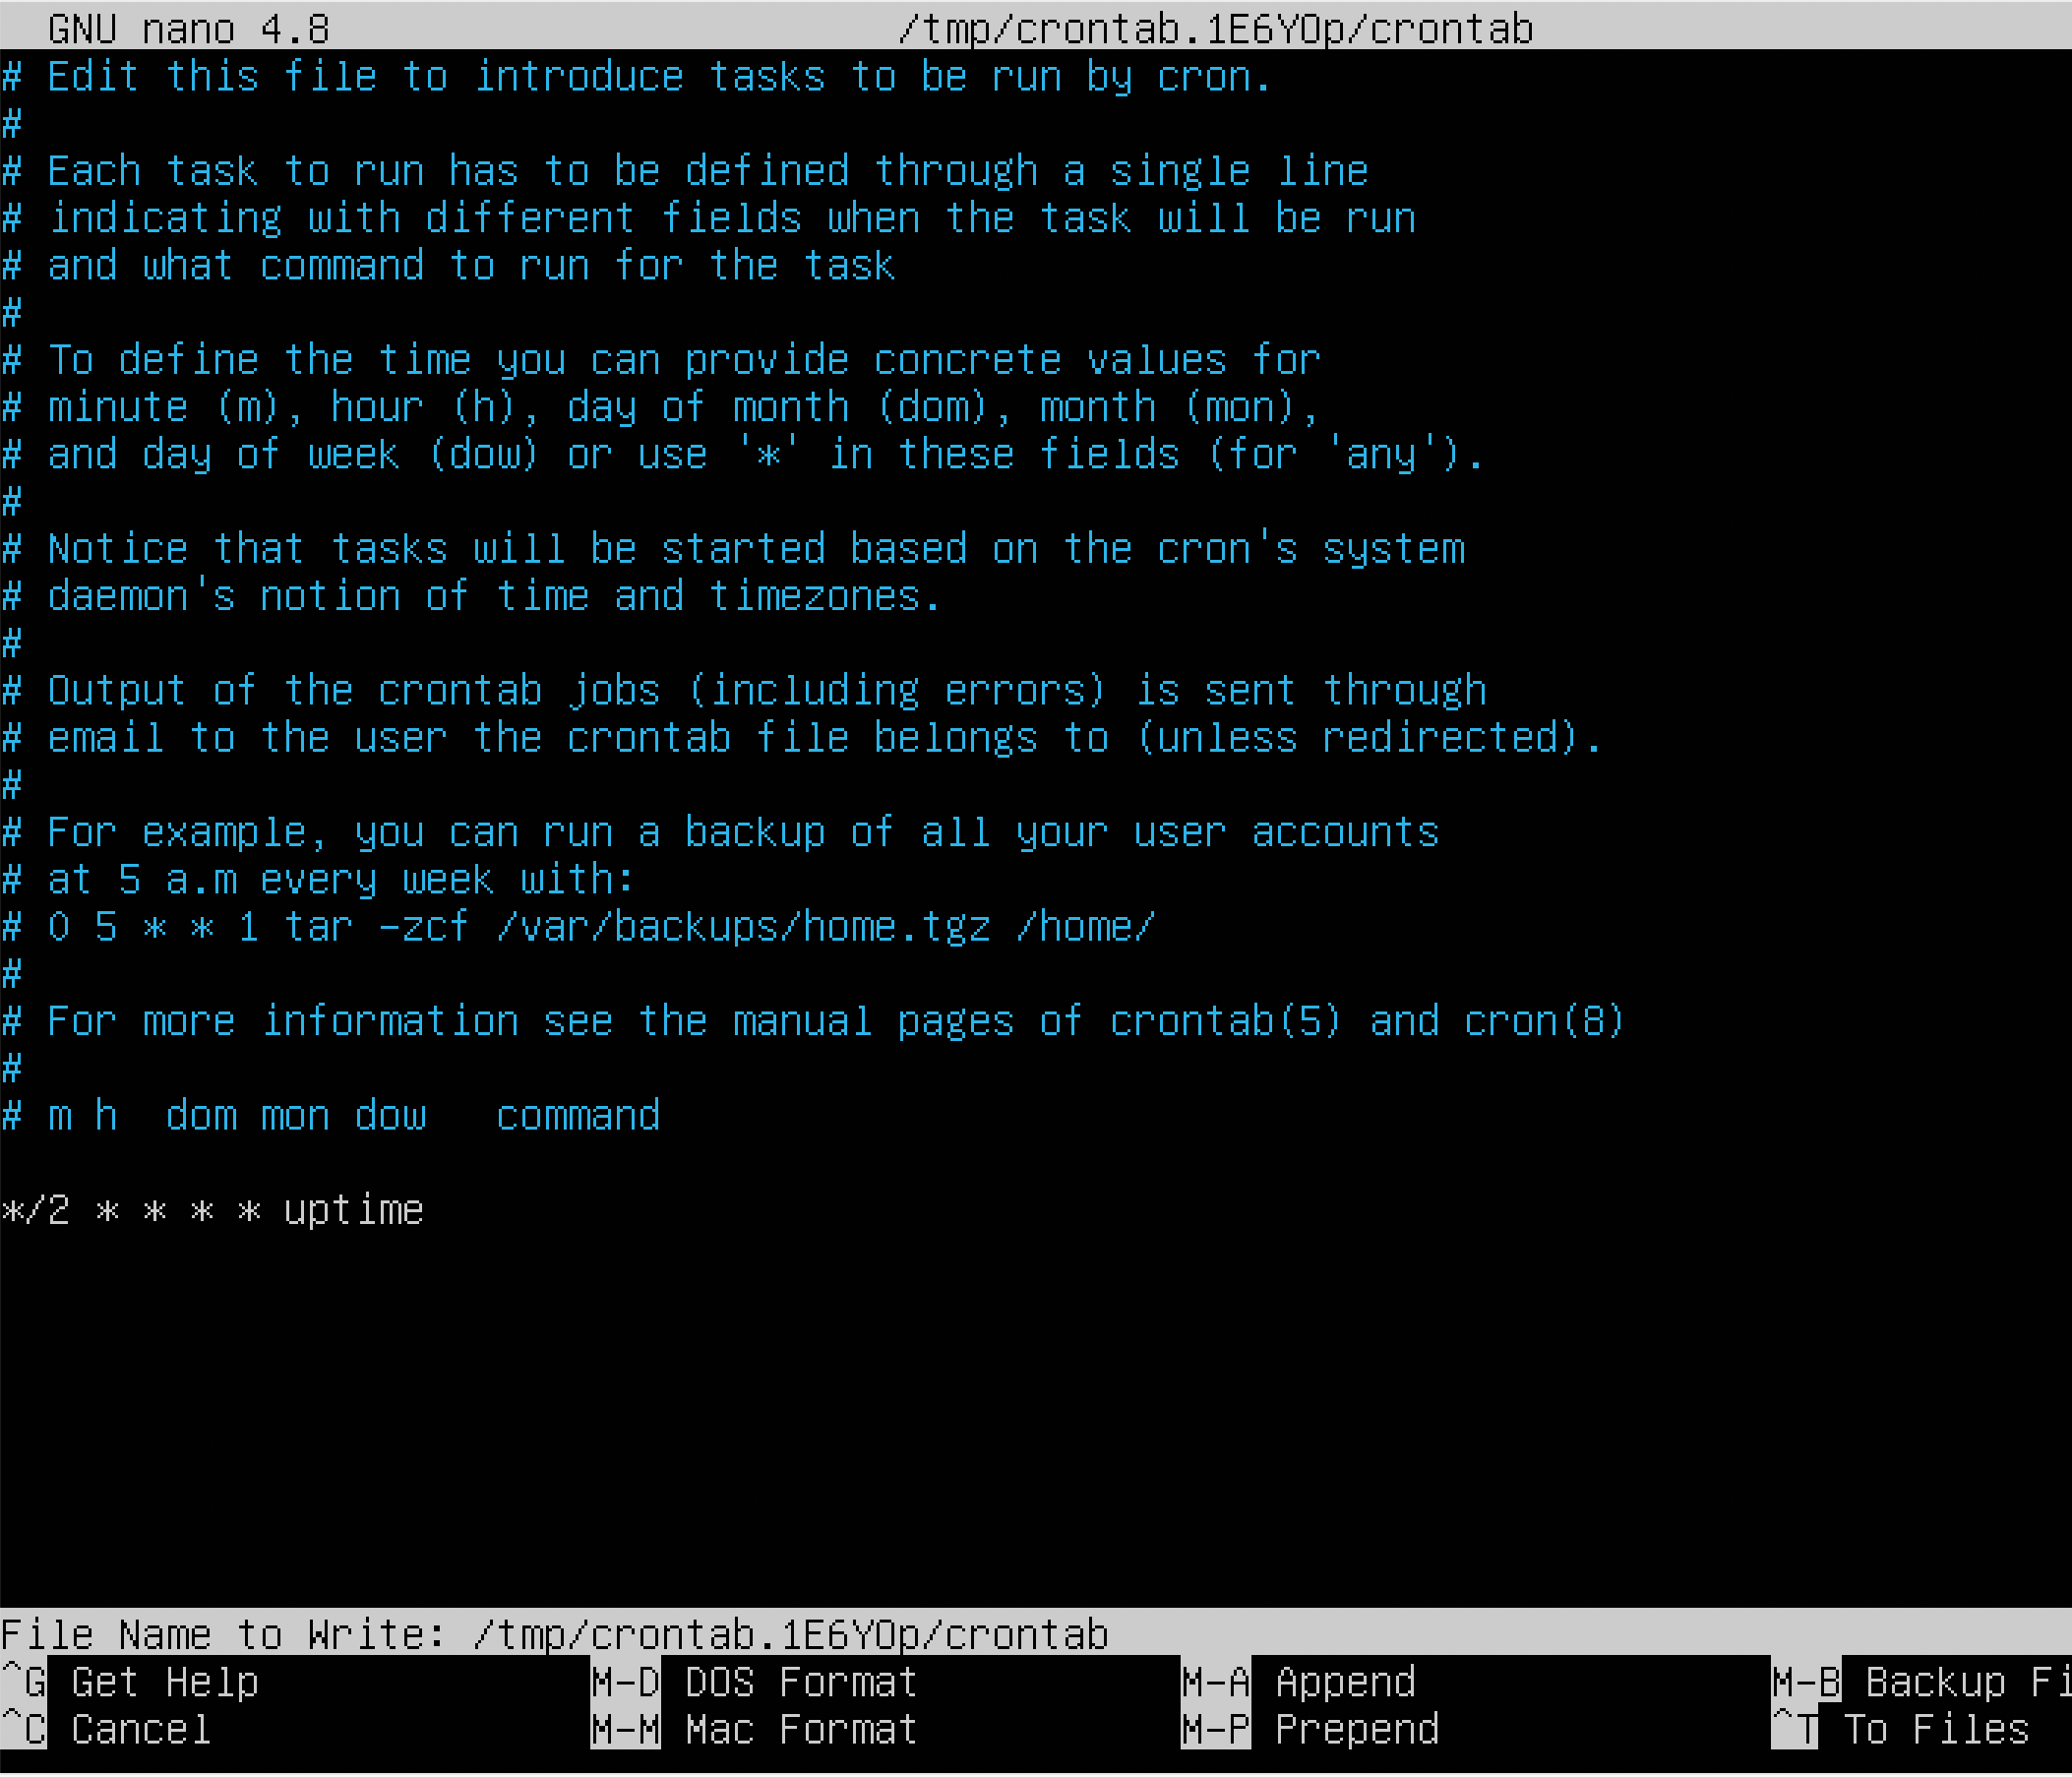 GNU nano 4.8 /tmp/crontab.1E6YOp/crontab
# Edit this file to introduce tasks to be run by cron.
#
# Each task to run has to be defined through a single line
# indicating with different fields when the task will be run
# and what command to run for the task
#
# To define the time you can provide concrete values for
# minute (m), hour (h), day of month (dom), month (mon),
# and day of week (dow) or use '*' in these fields (for 'any').
#
# Notice that tasks will be started based on the cron's system
# daemon's notion of time and timezones.
#
# Output of the crontab jobs (including errors) is sent through
# email to the user the crontab file belongs to (unless redirected).
#
# For example, you can run a backup of all your user accounts
# at 5 a.m every week with:
# 0 5 * * 1 tar -zcf /var/backups/home.tgz /home/
#
# For more information see the manual pages of crontab(5) and cron(8)
#
# m h  dom mon dow   command
*/2 * * * * uptime
File Name to Write: /tmp/crontab.1E6YOp/crontab
^G Get Help M-D DOS Format M-A Append M-B Backup Fi
^C Cancel M-M Mac Format M-P Prepend ^T To Files